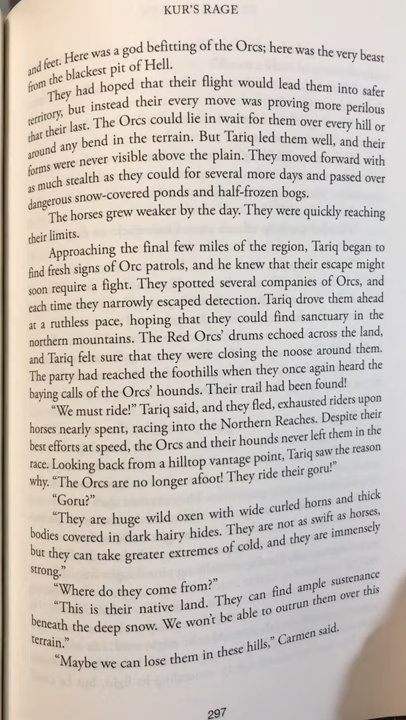 KUR'S RAGE
and feet. Here was a god befitting of the Orcs; here was the very beast
from the blackest pit of Hell.
They had hoped that their flight would lead them into safer
territory, but instead their every move was proving more perilous
that their last. The Orcs could lie in wait for them over every hill or
around any bend in the terrain. But Tariq led them well, and their
forms were never visible above the plain. They moved forward with
as much stealth as they could for several more days and passed over
dangerous snow-covered ponds and half-frozen bogs.
The horses grew weaker by the day. They were quickly reaching
their limits.
Approaching the final few miles of the region, Tariq began to
find fresh signs of Orc patrols, and he knew that their escape might
soon require a fight. They spotted several companies of Orcs, and
each time they narrowly escaped detection. Tariq drove them ahead
at a ruthless pace, hoping that they could find sanctuary in the
northern mountains. The Red Orcs' drums echoed across the land,
and Tariq felt sure that they were closing the noose around them.
The party had reached the foothills when they once again heard the
baying calls of the Orcs' hounds. Their trail had been found!
"We must ride!" Tariq said, and they fled, exhausted riders upon
horses nearly spent, racing into the Northern Reaches. Despite their
best efforts at speed, the Orcs and their hounds never left them in the
race. Looking back from a hilltop vantage point, Tariq saw the reason
why. "The Orcs are no longer afoot! They ride their goru!"
"Goru?"
"They are huge wild oxen with wide curled horns and thick
bodies covered in dark hairy hides. They are not as swift as horses,
but they can take greater extremes of cold, and they are immensely
strong."
"Where do they come from?"
"This is their native land. They can find ample sustenance
beneath the deep snow. We won't be able to outrun them over this
terrain."
"Maybe we can lose them in these hills," Carmen said.
297